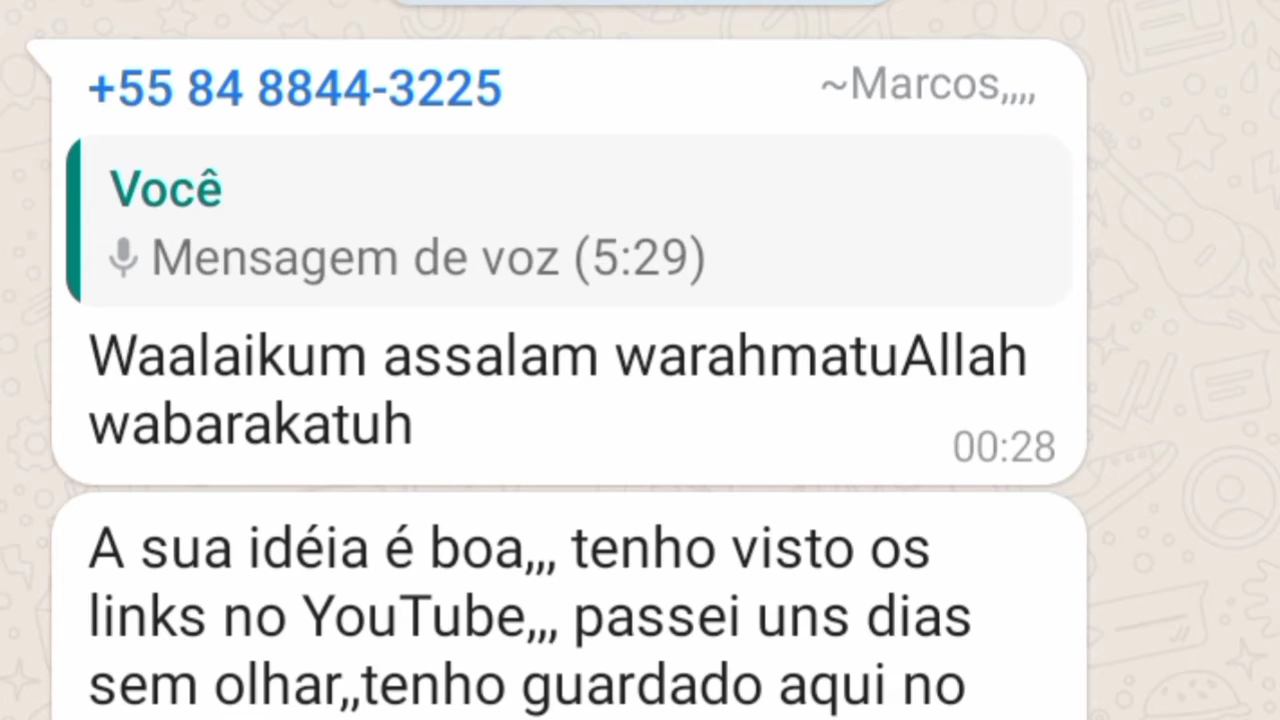 +55 84 8844-3225 ~Marcos,,,,
Você
Mensagem de voz (5:29)
Waalaikum assalam warahmatuAllah
wabarakatuh
00:28
A sua idéia é boa,,, tenho visto os
links no YouTube,,, passei uns dias
sem olhar,,tenho guardado aqui no